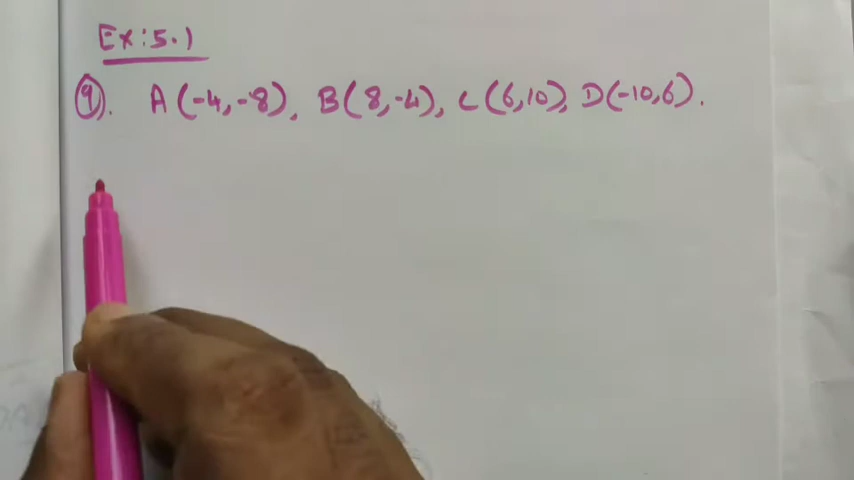 Ex:5.1
9). A(-4,-8), B(8,-4), C(6,10), D(-10,6).